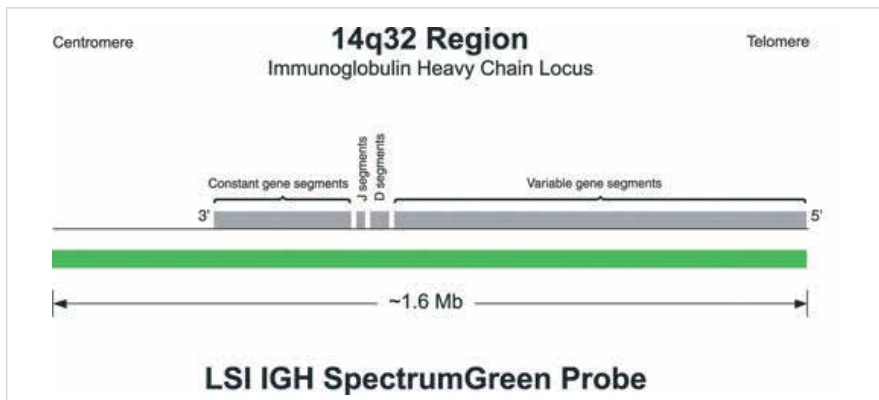 14q32 Region
Centromere
Telomere
Immunoglobulin Heavy Chain Locus
Constant gene segments
J segments
D segments
Variable gene segments
3'
5'
~1.6 Mb
LSI IGH SpectrumGreen Probe